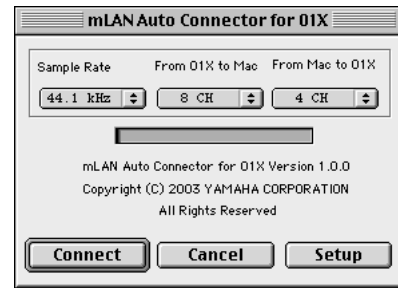 mLAN Auto Connector for 01X
Sample Rate From 01X to Mac From Mac to 01X
44.1 kHz 8 CH 4 CH
mLAN Auto Connector for 01X Version 1.0.0
Copyright (C) 2003 YAMAHA CORPORATION
All Rights Reserved
Connect Cancel Setup